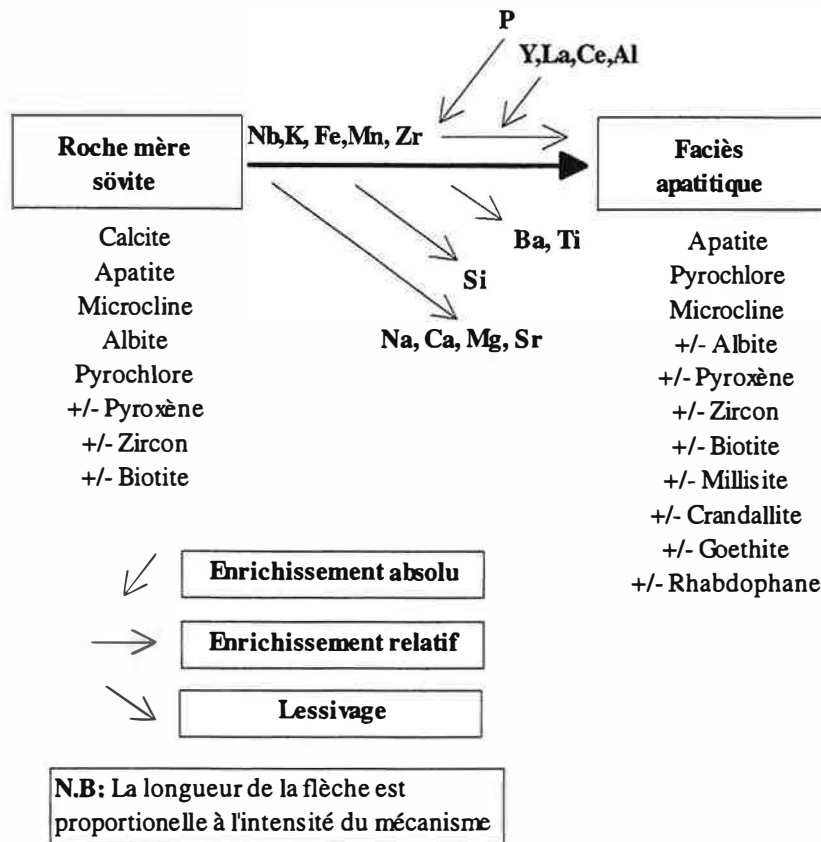 P
Y,La,Ce,Al
Nb,K, Fe,Mn, Zr
Roche mère
sövite
Faciès
apatitique
Ba, Ti
Si
Na, Ca, Mg, Sr
Calcite
Apatite
Microcline
Albite
Pyrochlore
+/- Pyroxène
+/- Zircon
+/- Biotite
Apatite
Pyrochlore
Microcline
+/- Albite
+/- Pyroxène
+/- Zircon
+/- Biotite
+/- Millisite
+/- Crandallite
+/- Goethite
+/- Rhabdophane
Enrichissement absolu
Enrichissement relatif
Lessivage
N.B: La longueur de la flèche est
proportionelle à l'intensité du mécanisme